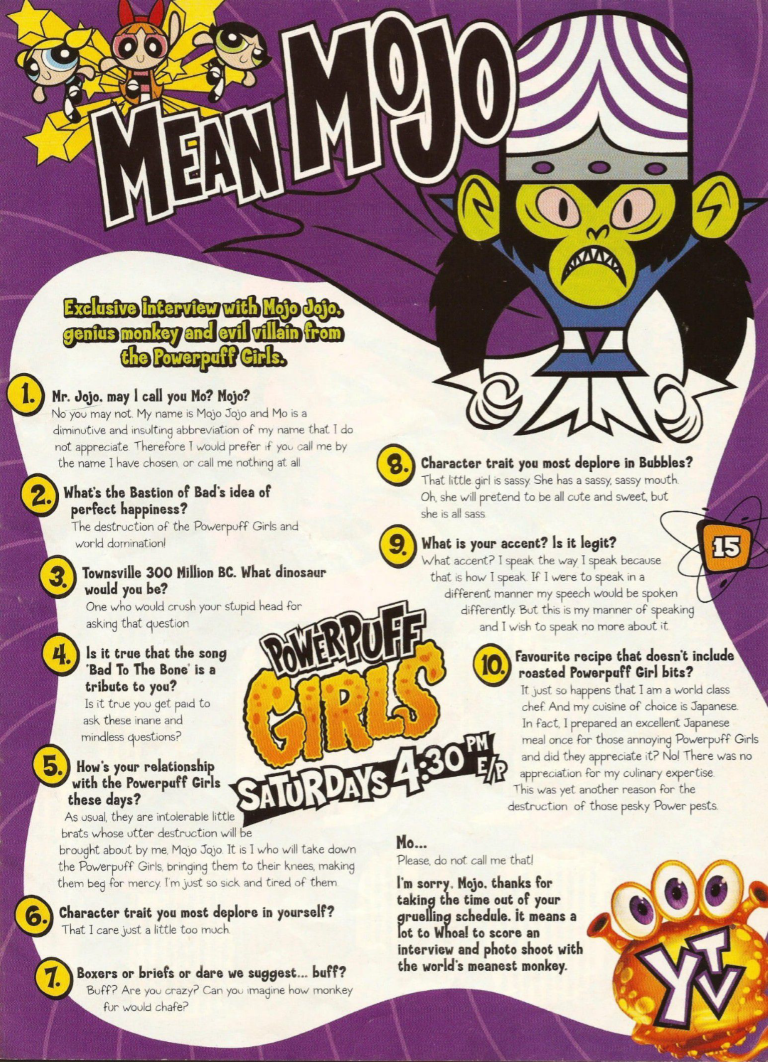 MEAN MOJO
Exclusive interview with Mojo Jojo,
genius monkey and evil villain from
the Powerpuff Girls.
1. Mr. Jojo, may I call you Mo? Mojo?
No you may not. My name is Mojo Jojo and Mo is a
diminutive and insulting abbreviation of my name that I do
not appreciate. Therefore I would prefer if you call me by
the name I have chosen, or call me nothing at all.
2. What's the Bastion of Bad's idea of
perfect happiness?
The destruction of the Powerpuff Girls and
world domination!
3. Townsville 300 Million BC. What dinosaur
would you be?
One who would crush your stupid head for
asking that question.
4. Is it true that the song
'Bad To The Bone' is a
tribute to you?
Is it true you get paid to
ask these inane and
mindless questions?
5. How's your relationship
with the Powerpuff Girls
these days?
As usual, they are intolerable little
brats whose utter destruction will be
brought about by me, Mojo Jojo. It is I who will take down
the Powerpuff Girls, bringing them to their knees, making
them beg for mercy. I'm just so sick and tired of them.
6. Character trait you most deplore in yourself?
That I care just a little too much.
7. Boxers or briefs or dare we suggest... buff?
Buff? Are you crazy? Can you imagine how monkey
fur would chafe?
POWERPUFF
GIRLS
SATURDAYS 4:30 PM E/P
8. Character trait you most deplore in Bubbles?
That little girl is sassy. She has a sassy, sassy mouth.
Oh, she will pretend to be all cute and sweet, but
she is all sass.
9. What is your accent? Is it legit?
What accent? I speak the way I speak because
that is how I speak. If I were to speak in a
different manner my speech would be spoken
differently. But this is my manner of speaking
and I wish to speak no more about it.
15
10. Favourite recipe that doesn't include
roasted Powerpuff Girl bits?
It just so happens that I am a world class
chef. And my cuisine of choice is Japanese.
In fact, I prepared an excellent Japanese
meal once for those annoying Powerpuff Girls
and did they appreciate it? No! There was no
appreciation for my culinary expertise.
This was yet another reason for the
destruction of those pesky Power pests.
Mo...
Please, do not call me that!
I'm sorry, Mojo, thanks for
taking the time out of your
gruelling schedule. It means a
lot to Whoa! to score an
interview and photo shoot with
the world's meanest monkey.
YTV